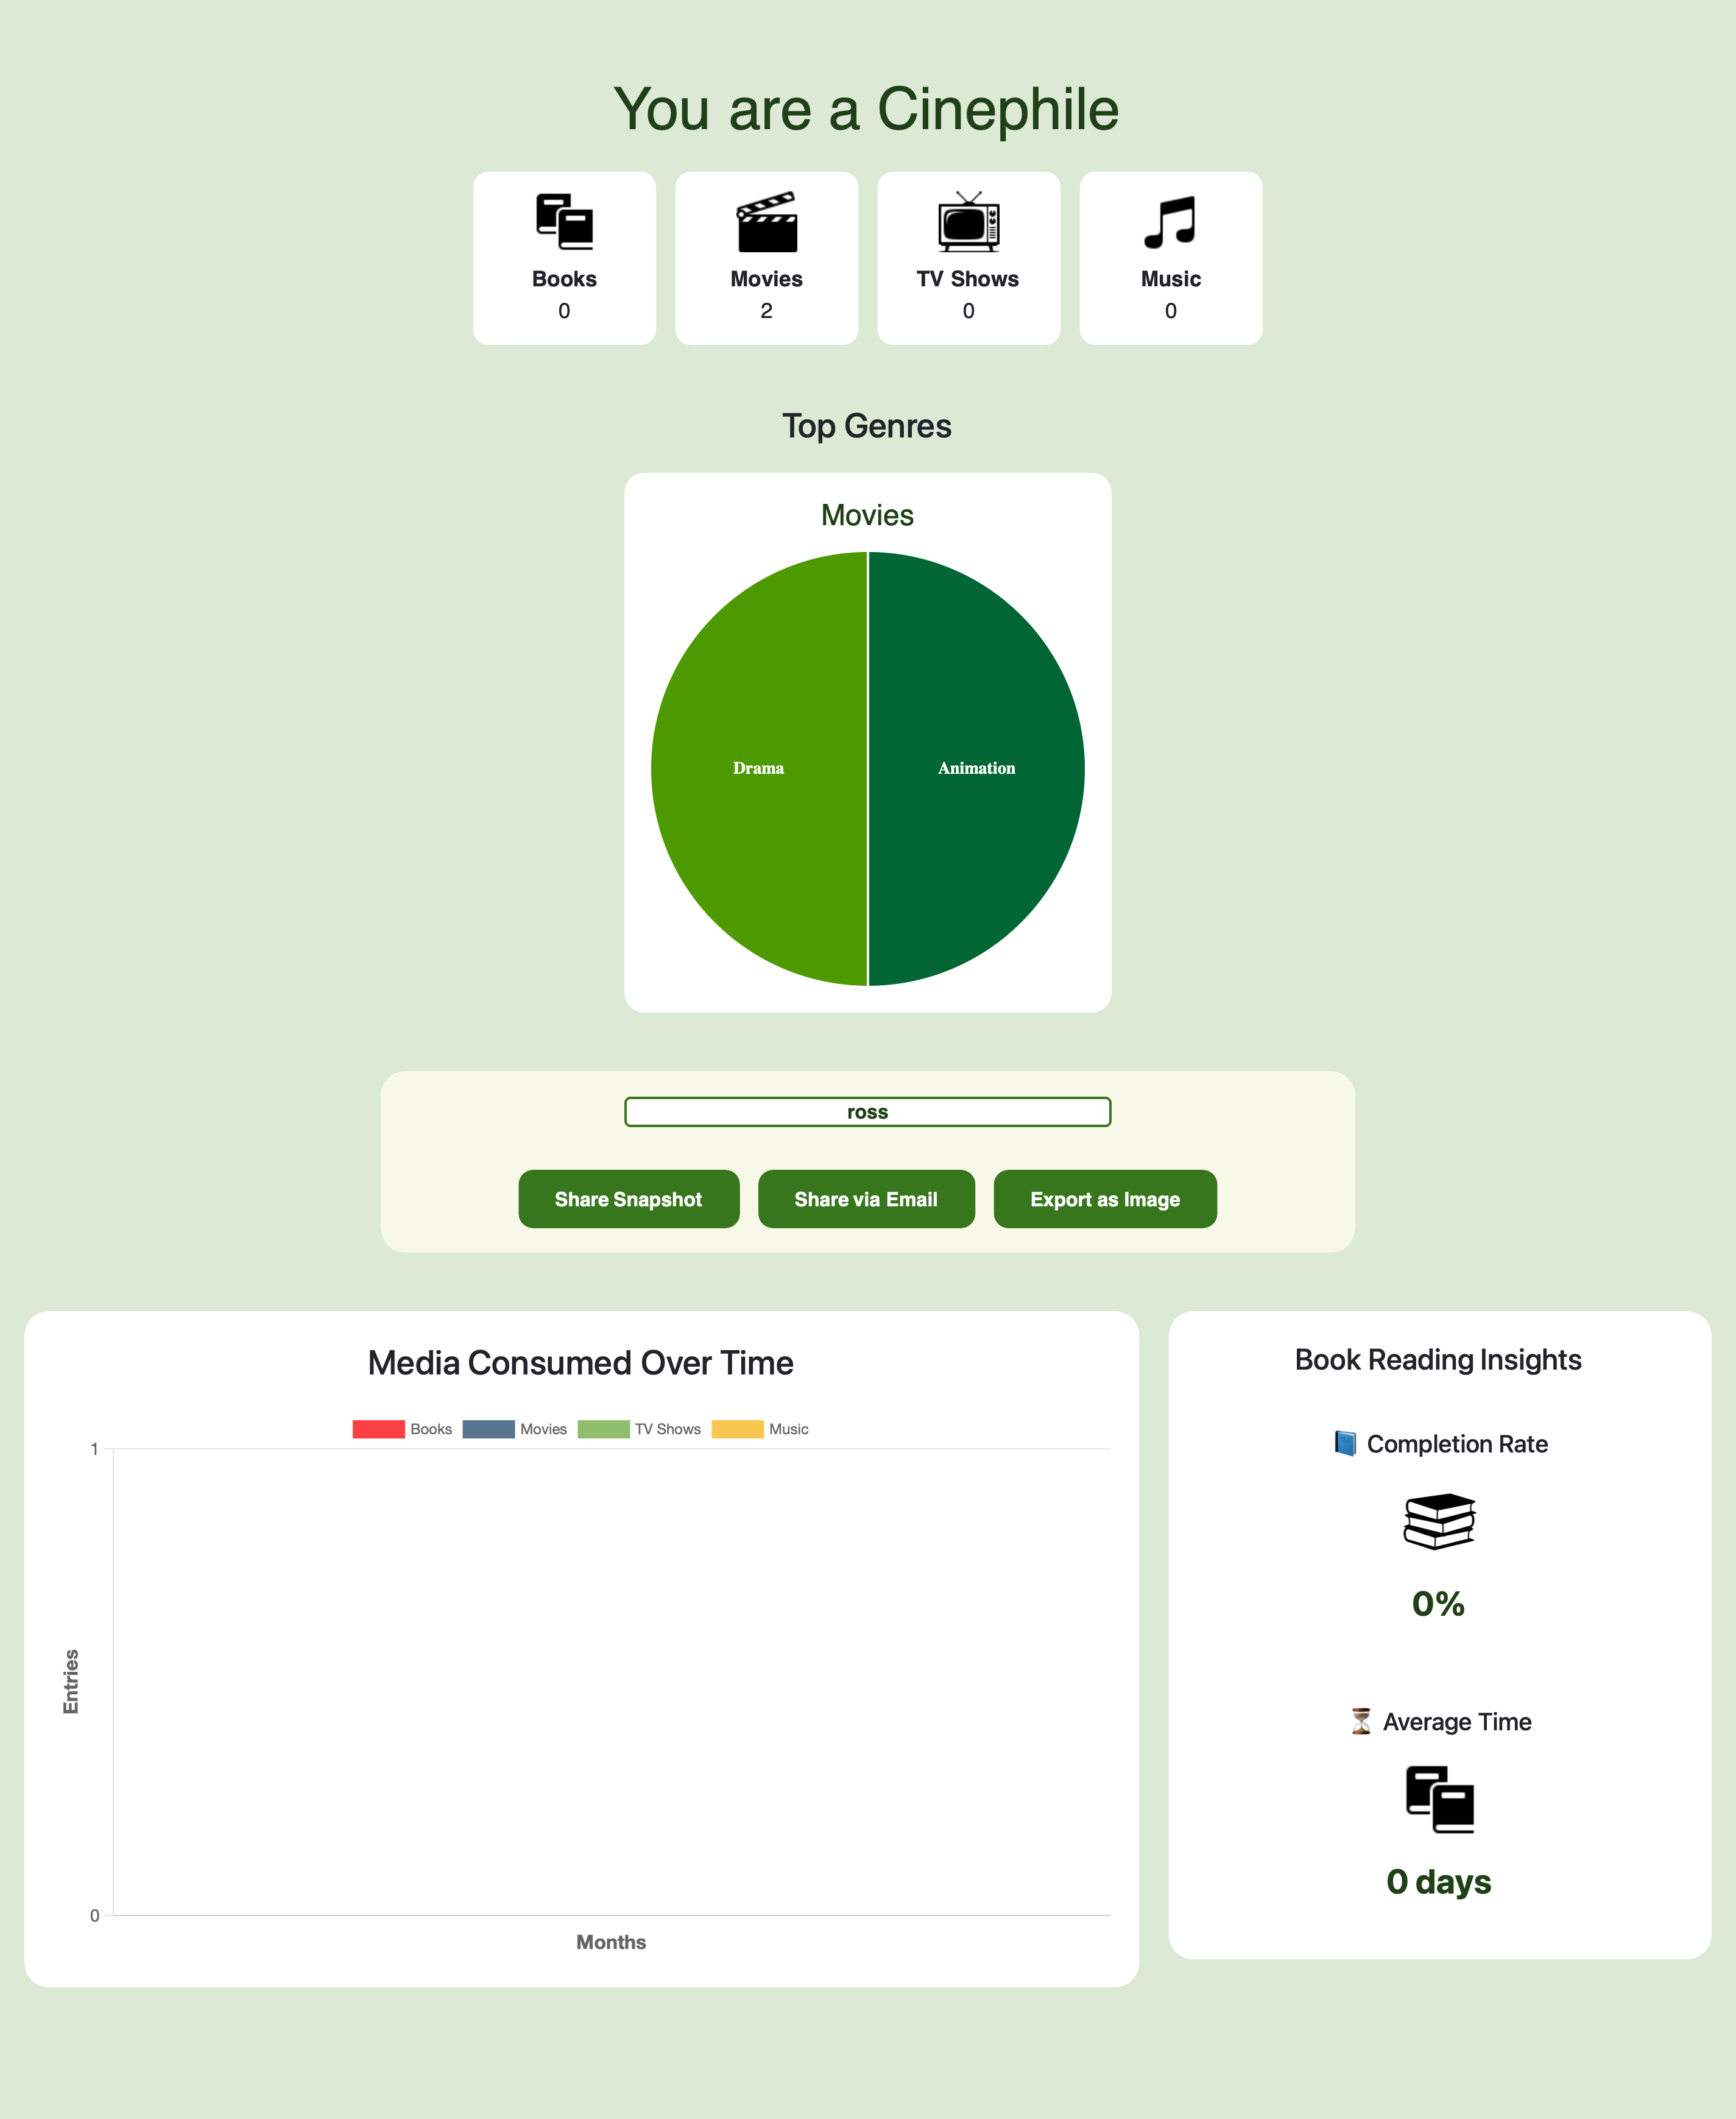 You are a Cinephile
Books
0
Movies
2
TV Shows
0
Music
0
Top Genres
Movies
Drama
Animation
ross
Share Snapshot
Share via Email
Export as Image
Media Consumed Over Time
Books
Movies
TV Shows
Music
1
Entries
0
Months
Book Reading Insights
Completion Rate
0%
Average Time
0 days